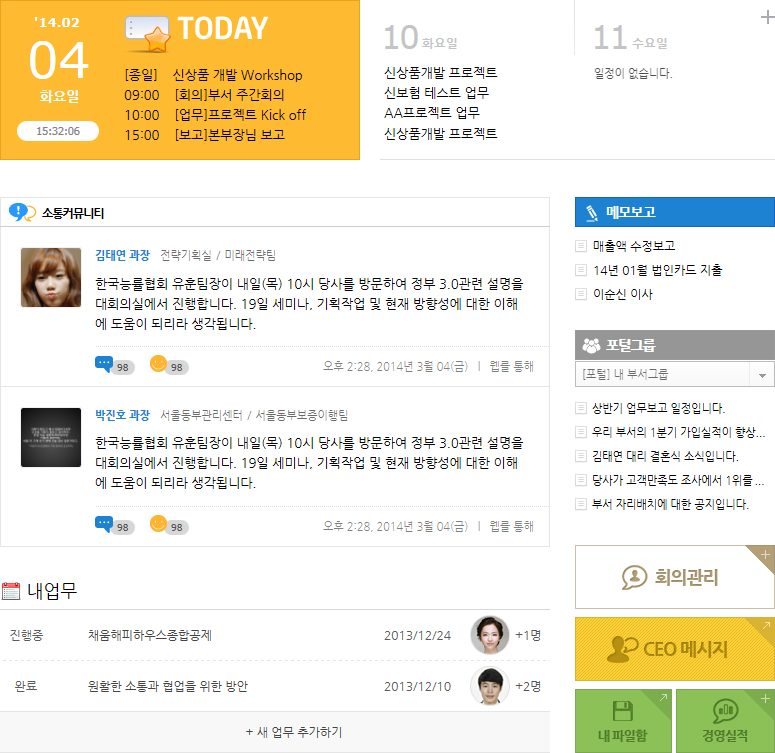 '14.02
04
화요일
15:32:06
TODAY
[종일] 신상품 개발 Workshop
09:00 [회의]부서 주간회의
10:00 [업무]프로젝트 Kick off
15:00 [보고]본부장님 보고
10 화요일
신상품개발 프로젝트
신보험 테스트 업무
AA프로젝트 업무
신상품개발 프로젝트
11 수요일
일정이 없습니다.
소통커뮤니티
김태연 과장 전략기획실 / 미래전략팀
한국능률협회 유훈팀장이 내일(목) 10시 당사를 방문하여 정부 3.0관련 설명을
대회의실에서 진행합니다. 19일 세미나, 기획작업 및 현재 방향성에 대한 이해
에 도움이 되리라 생각됩니다.
98 98 오후 2:28, 2014년 3월 04(금) | 웹을 통해
박진호 과장 서울동부관리센터 / 서울동부보증이행팀
한국능률협회 유훈팀장이 내일(목) 10시 당사를 방문하여 정부 3.0관련 설명을
대회의실에서 진행합니다. 19일 세미나, 기획작업 및 현재 방향성에 대한 이해
에 도움이 되리라 생각됩니다.
98 98 오후 2:28, 2014년 3월 04(금) | 웹을 통해
내업무
진행중 채움해피하우스종합공제 2013/12/24 +1명
완료 원활한 소통과 협업을 위한 방안 2013/12/10 +2명
+ 새 업무 추가하기
메모보고
매출액 수정보고
14년 01월 법인카드 지출
이순신 이사
포털그룹
[포털] 내 부서그룹
상반기 업무보고 일정입니다.
우리 부서의 1분기 가입실적이 향상...
김태연 대리 결혼식 소식입니다.
당사가 고객만족도 조사에서 1위를 ...
부서 자리배치에 대한 공지입니다.
회의관리
CEO 메시지
내 파일함
경영실적